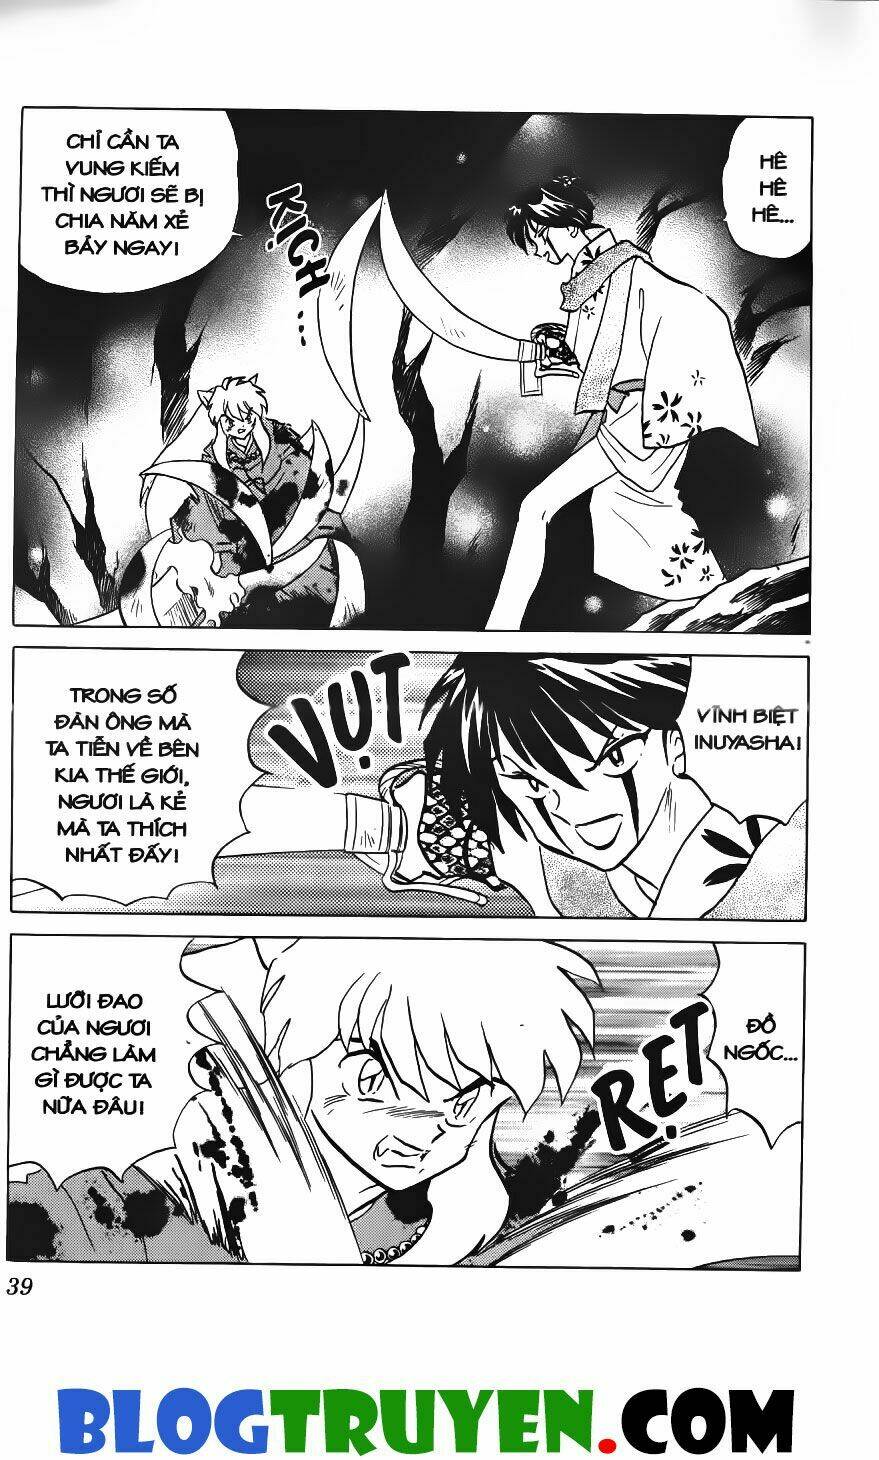 HÊ
HÊ
HÊ...
CHỈ CẦN TA
VUNG KIẾM
THÌ NGƯƠI SẼ BỊ
CHIA NĂM XẺ
BẢY NGAY!
KỊCH...
VĨNH BIỆT
INUYASHA!
VỤT
TRONG SỐ
ĐÀN ÔNG MÀ
TA TIỄN VỀ BÊN
KIA THẾ GIỚI,
NGƯƠI LÀ KẺ
MÀ TA THÍCH
NHẤT ĐẤY!
ĐỒ
NGỐC...
RẸT
LƯỠI ĐAO
CỦA NGƯƠI
CHẲNG LÀM
GÌ ĐƯỢC TA
NỮA ĐÂU!
39
BLOGTRUYEN.COM